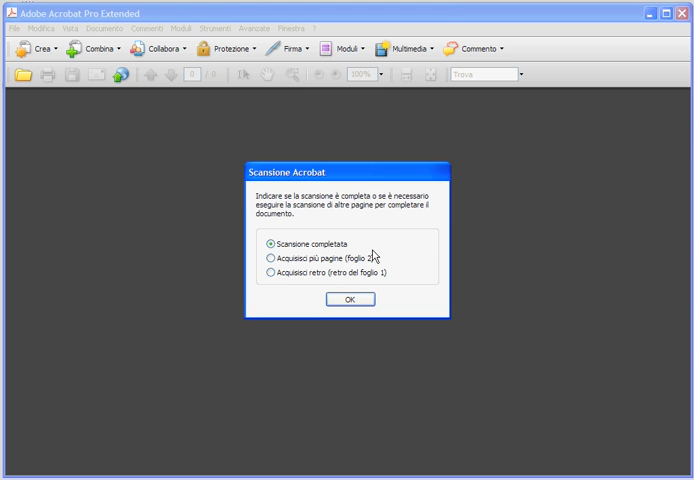 Adobe Acrobat Pro Extended
File Modifica Vista Documento Commenti Moduli Strumenti Avanzate Finestra ?
Crea Combina Collabora Protezione Firma Moduli Multimedia Commento
0 / 0 100% Trova
Scansione Acrobat
Indicare se la scansione è completa o se è necessario
eseguire la scansione di altre pagine per completare il
documento.
Scansione completata
Acquisisci più pagine (foglio 2)
Acquisisci retro (retro del foglio 1)
OK